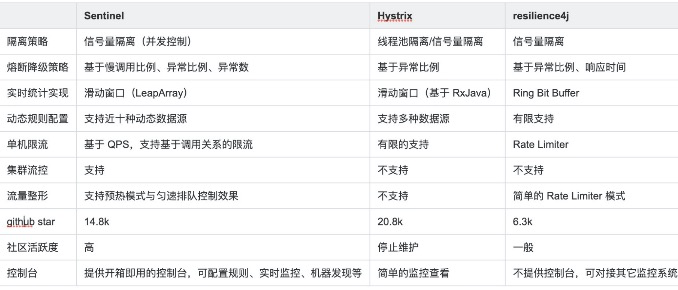 Sentinel Hystrix resilience4j
隔离策略 信号量隔离（并发控制） 线程池隔离/信号量隔离 信号量隔离
熔断降级策略 基于慢调用比例、异常比例、异常数 基于异常比例 基于异常比例、响应时间
实时统计实现 滑动窗口（LeapArray） 滑动窗口（基于 RxJava） Ring Bit Buffer
动态规则配置 支持近十种动态数据源 支持多种数据源 有限支持
单机限流 基于 QPS，支持基于调用关系的限流 有限的支持 Rate Limiter
集群流控 支持 不支持 不支持
流量整形 支持预热模式与匀速排队控制效果 不支持 简单的 Rate Limiter 模式
github star 14.8k 20.8k 6.3k
社区活跃度 高 停止维护 一般
控制台 提供开箱即用的控制台，可配置规则、实时监控、机器发现等 简单的监控查看 不提供控制台，可对接其它监控系统